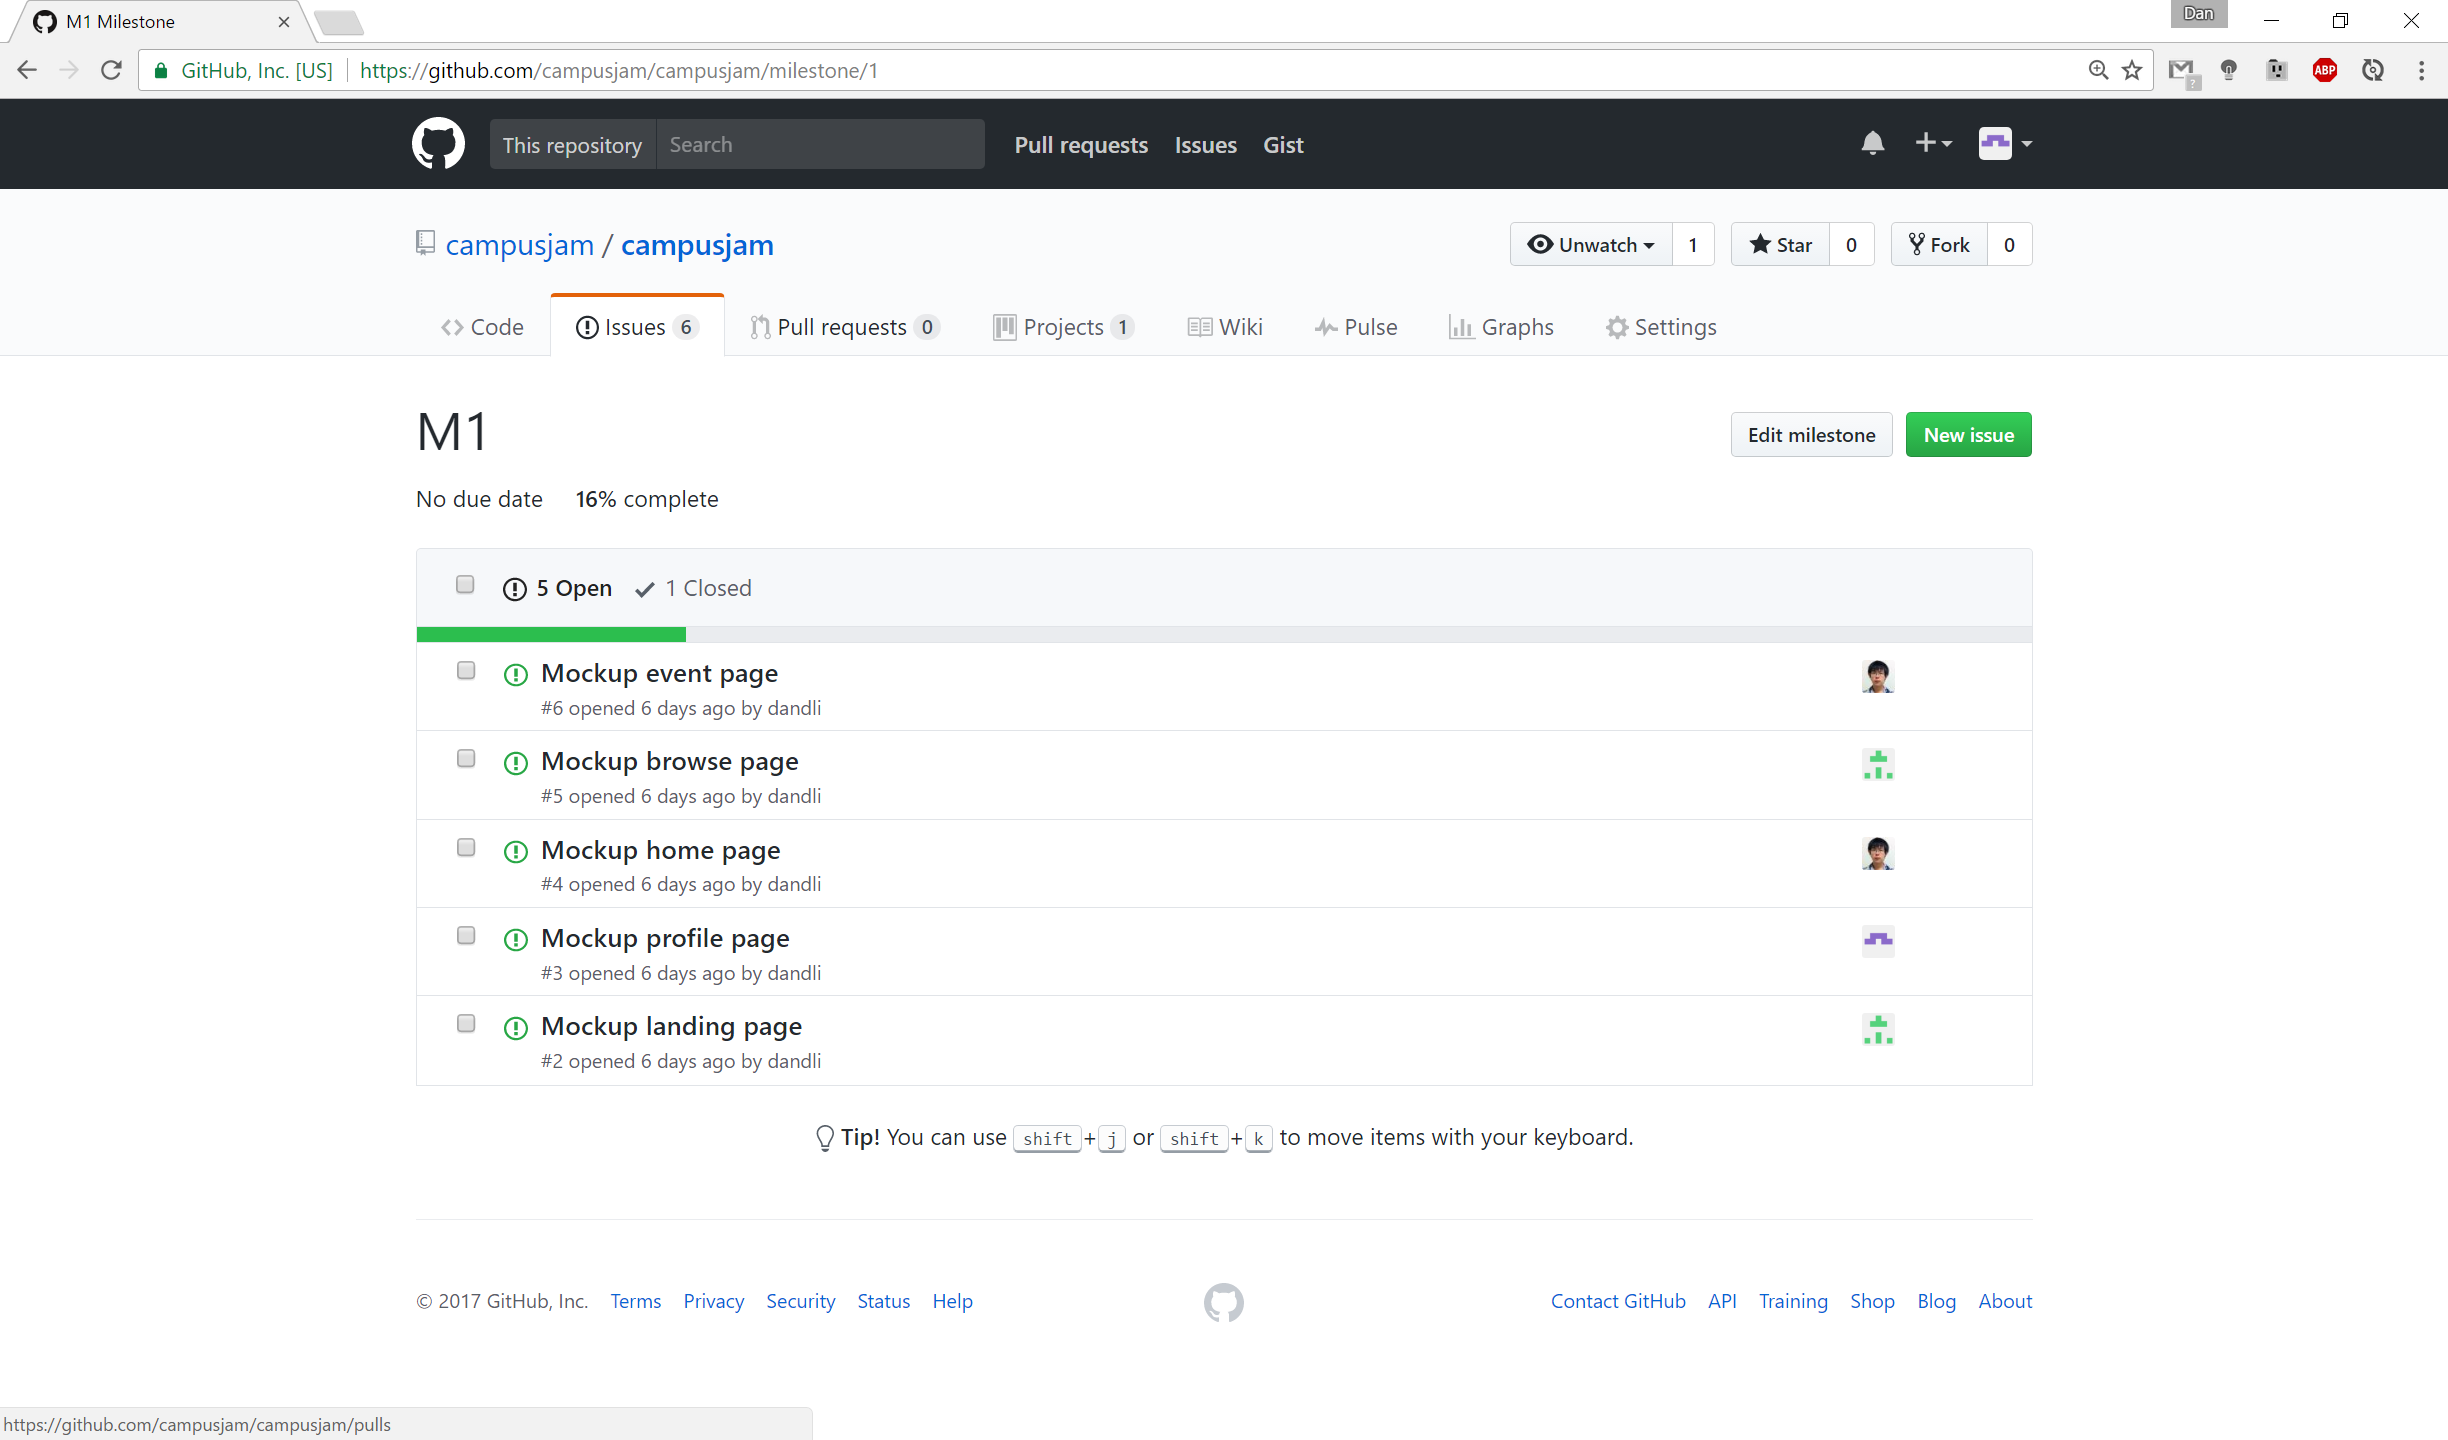 M1 Milestone
Dan
GitHub, Inc. [US] https://github.com/campusjam/campusjam/milestone/1
ABP
This repository Search Pull requests Issues Gist
campusjam / campusjam Unwatch 1 Star 0 Fork 0
Code Issues 6 Pull requests 0 Projects 1 Wiki Pulse Graphs Settings
M1 Edit milestone New issue
No due date 16% complete
5 Open 1 Closed
Mockup event page
#6 opened 6 days ago by dandli
Mockup browse page
#5 opened 6 days ago by dandli
Mockup home page
#4 opened 6 days ago by dandli
Mockup profile page
#3 opened 6 days ago by dandli
Mockup landing page
#2 opened 6 days ago by dandli
Tip! You can use shift+j or shift+k to move items with your keyboard.
© 2017 GitHub, Inc. Terms Privacy Security Status Help Contact GitHub API Training Shop Blog About
https://github.com/campusjam/campusjam/pulls